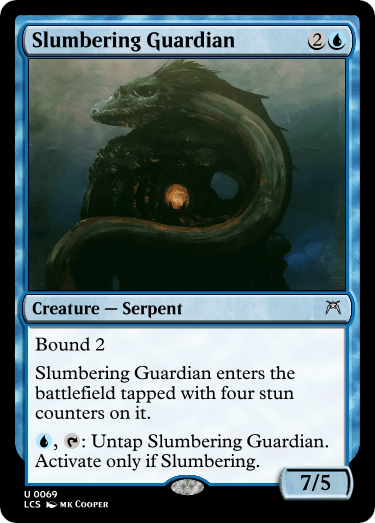 Slumbering Guardian 2
Creature — Serpent
Bound 2
Slumbering Guardian enters the
battlefield tapped with four stun
counters on it.
, : Untap Slumbering Guardian.
Activate only if Slumbering.
7/5
U 0069
LCS MK COOPER